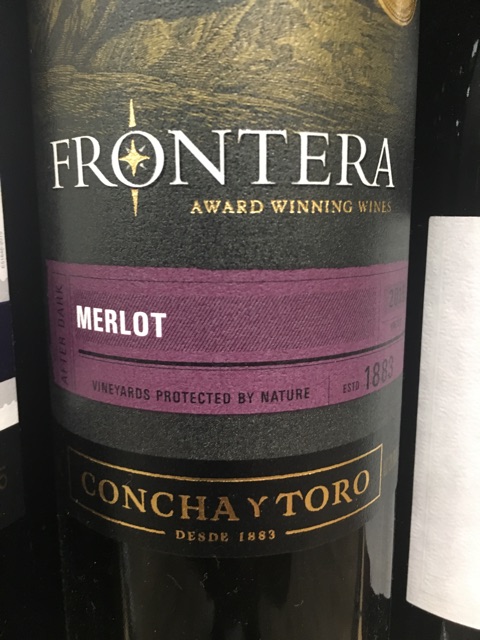 FRONTERA
AWARD WINNING WINES
AFTER DARK
MERLOT
VINEYARDS PROTECTED BY NATURE
ESTD 1883
CONCHA Y TORO
DESDE 1883